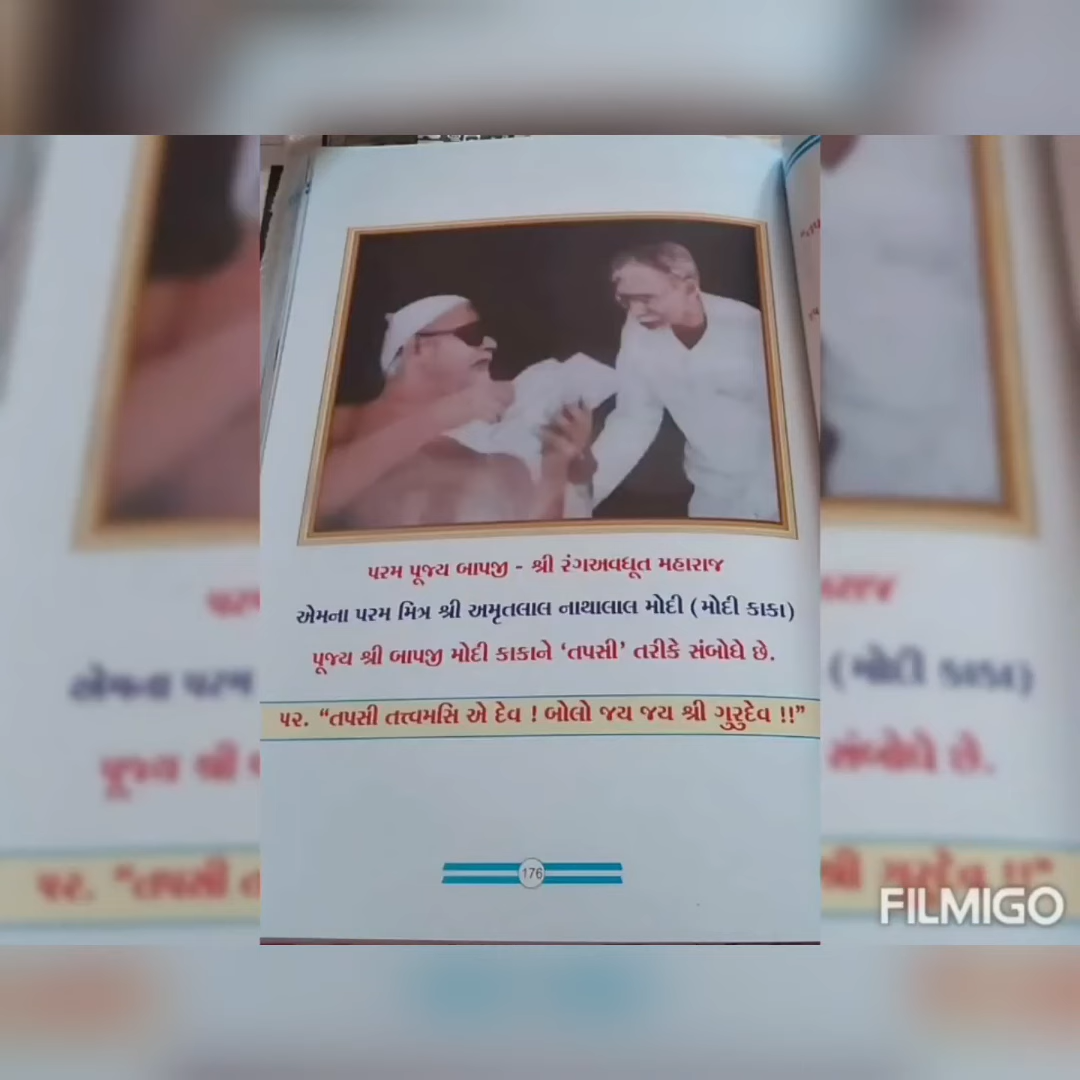 પરમ પૂજ્ય બાપજી - શ્રી રંગઅવધૂત મહારાજ
એમના પરમ મિત્ર શ્રી અમૃતલાલ નાથાલાલ મોદી (મોદી કાકા)
પૂજ્ય શ્રી બાપજી મોદી કાકાને ‘તપસી’ તરીકે સંબોધે છે.
૫૨. “તપસી તત્ત્વમસિ એ દેવ ! બોલો જય જય શ્રી ગુરુદેવ !!”
176
FILMIGO